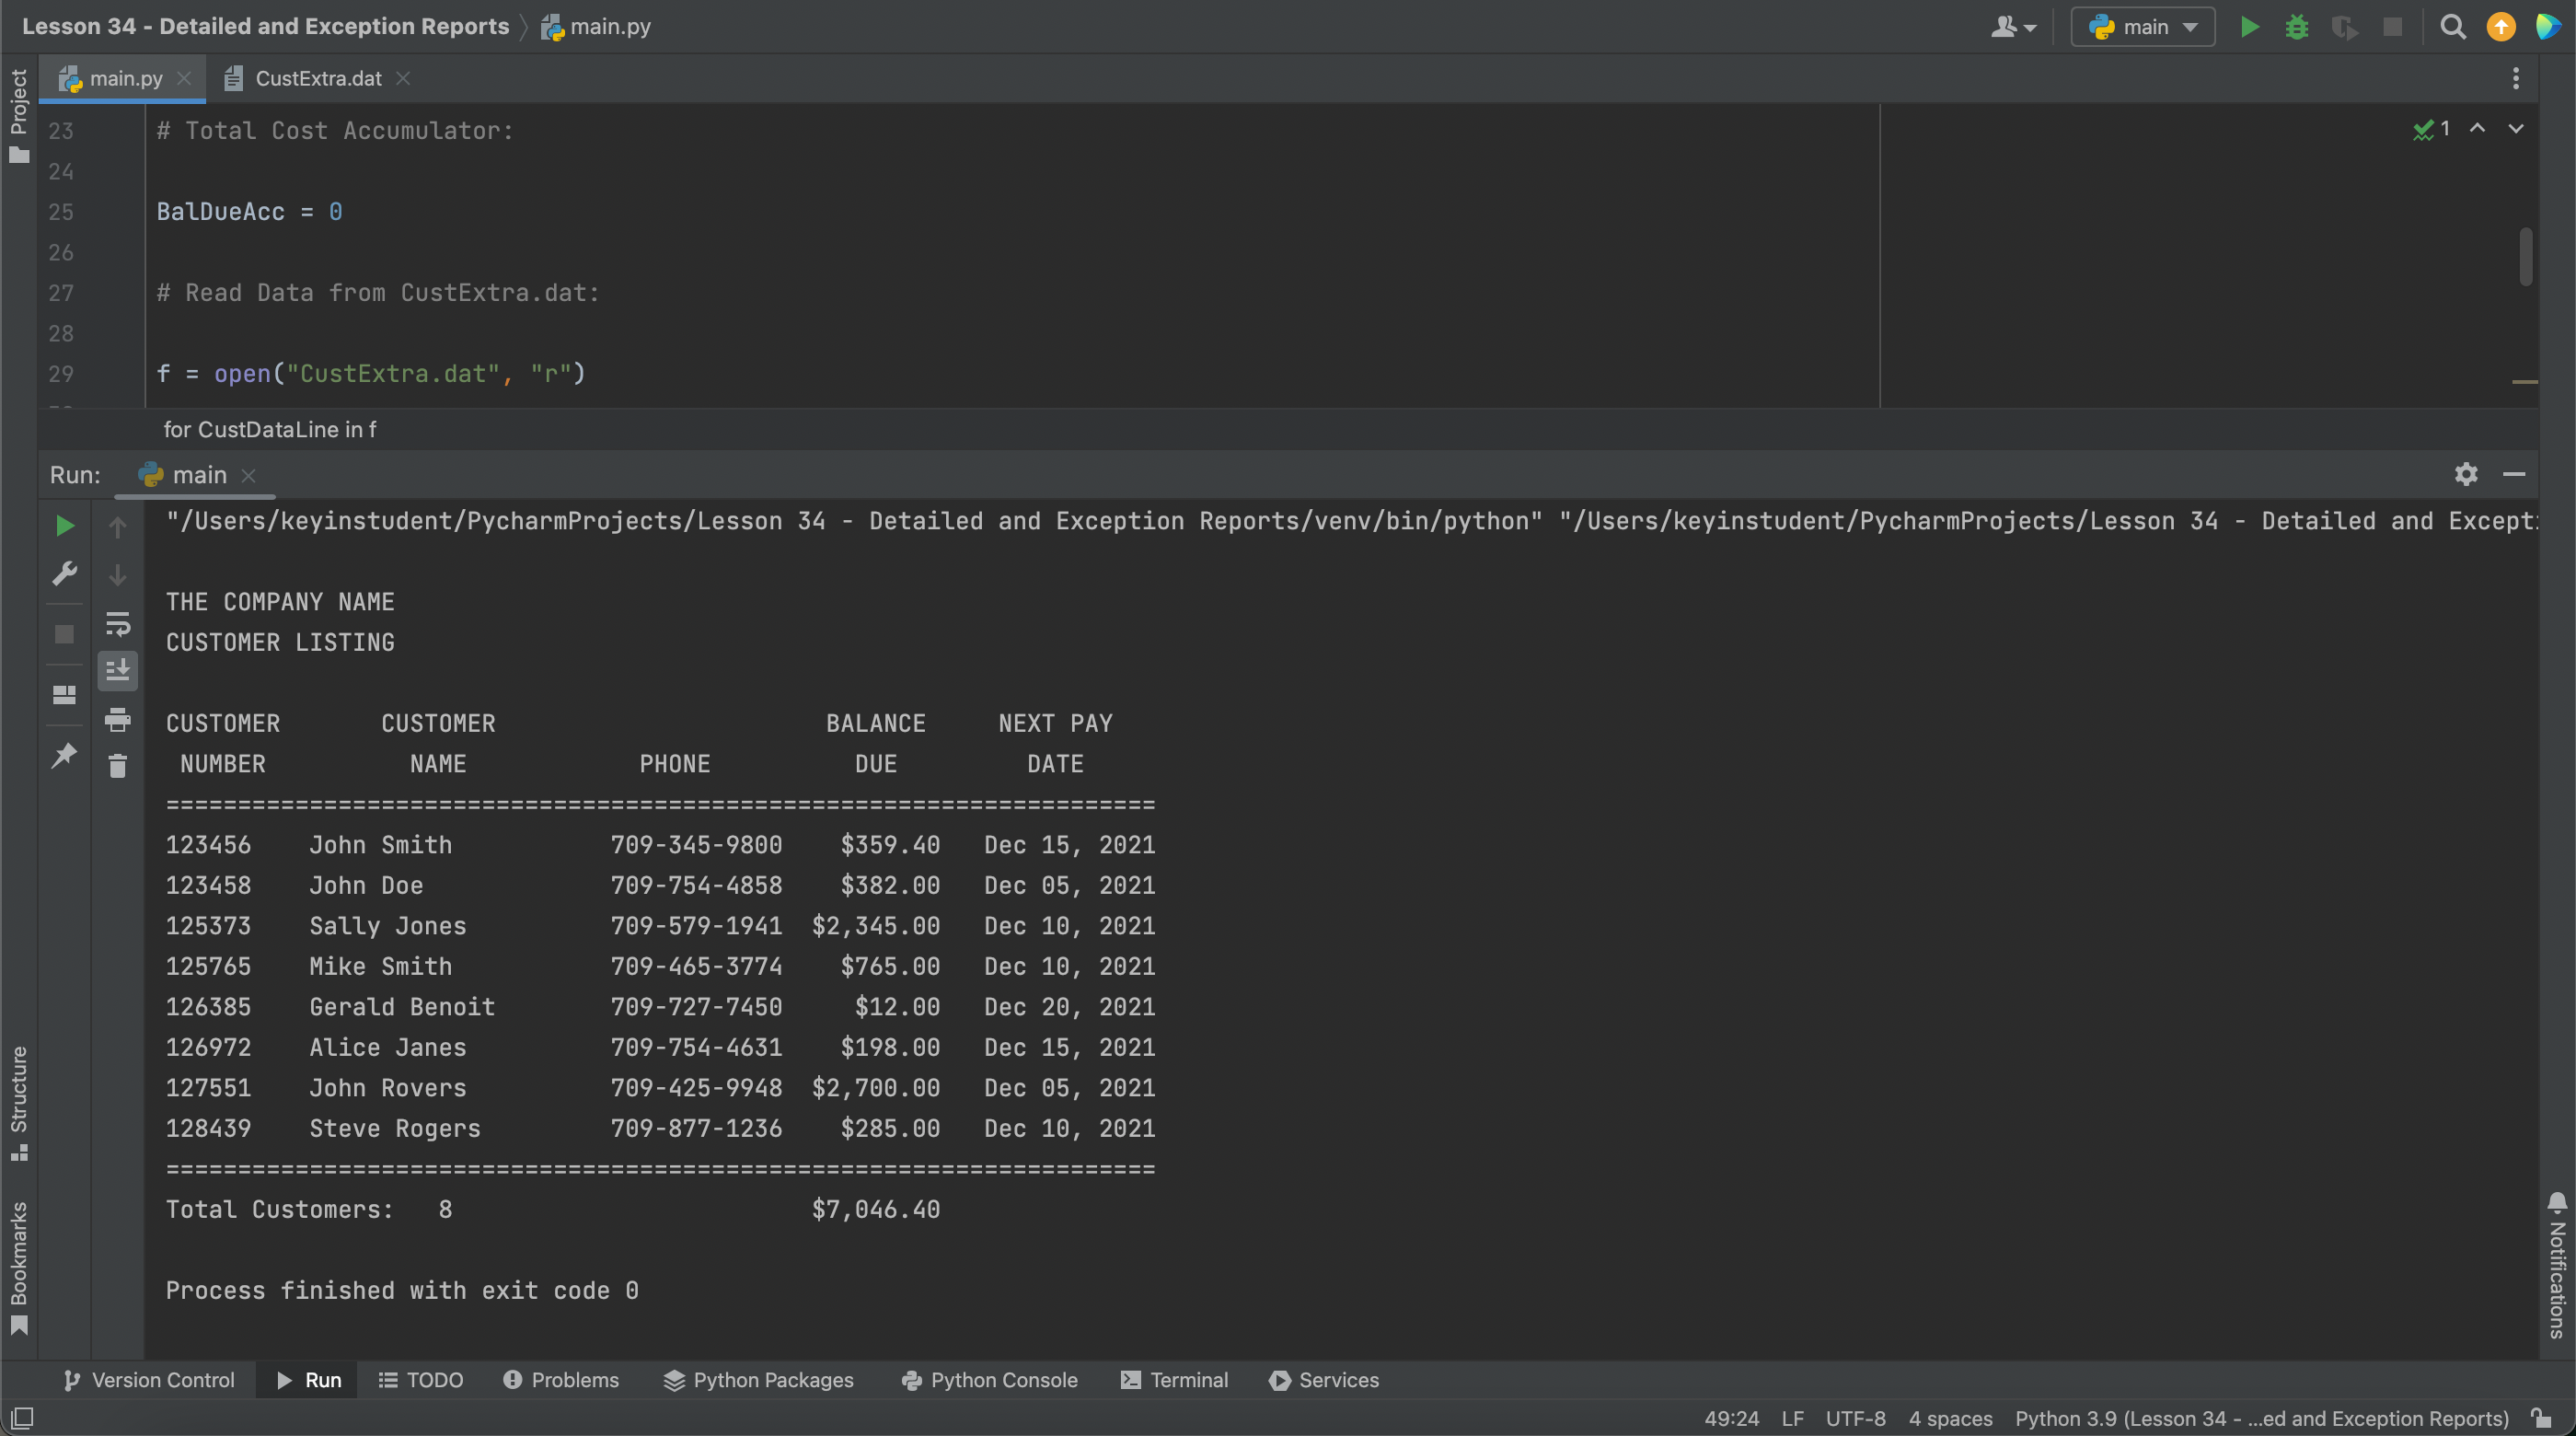 Lesson 34 - Detailed and Exception Reports main.py main
main.py CustExtra.dat
Project
23 # Total Cost Accumulator: 1
24
25 BalDueAcc = 0
26
27 # Read Data from CustExtra.dat:
28
29 f = open("CustExtra.dat", "r")
for CustDataLine in f
Run: main
"/Users/keyinstudent/PycharmProjects/Lesson 34 - Detailed and Exception Reports/venv/bin/python" "/Users/keyinstudent/PycharmProjects/Lesson 34 - Detailed and Except
THE COMPANY NAME
CUSTOMER LISTING
CUSTOMER CUSTOMER BALANCE NEXT PAY
NUMBER NAME PHONE DUE DATE
=====================================================================
123456 John Smith 709-345-9800 $359.40 Dec 15, 2021
123458 John Doe 709-754-4858 $382.00 Dec 05, 2021
125373 Sally Jones 709-579-1941 $2,345.00 Dec 10, 2021
125765 Mike Smith 709-465-3774 $765.00 Dec 10, 2021
126385 Gerald Benoit 709-727-7450 $12.00 Dec 20, 2021
126972 Alice Janes 709-754-4631 $198.00 Dec 15, 2021
127551 John Rovers 709-425-9948 $2,700.00 Dec 05, 2021
128439 Steve Rogers 709-877-1236 $285.00 Dec 10, 2021
=====================================================================
Total Customers: 8 $7,046.40
Process finished with exit code 0
Structure
Bookmarks
Notifications
Version Control Run TODO Problems Python Packages Python Console Terminal Services
49:24 LF UTF-8 4 spaces Python 3.9 (Lesson 34 - ...ed and Exception Reports)